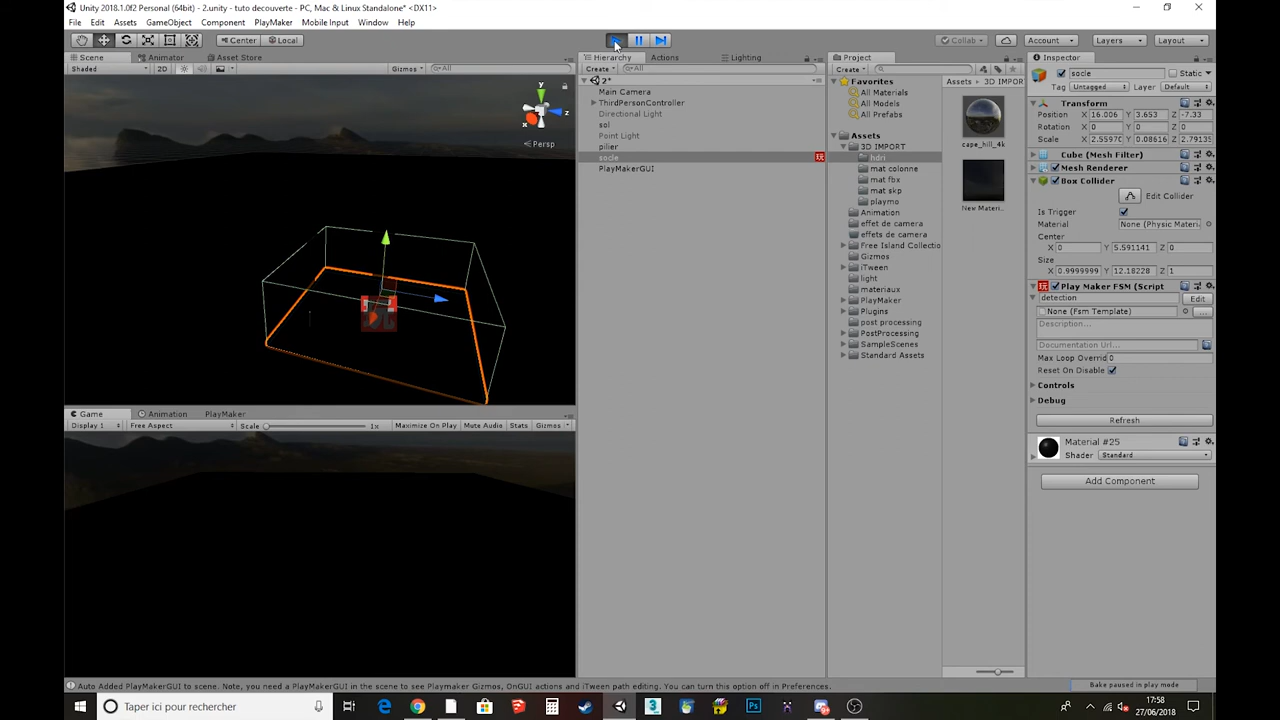 Unity 2018.1.0f2 Personal (64bit) - 2.unity - tuto decouverte - PC, Mac & Linux Standalone* <DX11>
File Edit Assets GameObject Component PlayMaker Mobile Input Window Help
Center Local Collab Account Layers Layout
Scene Animator Asset Store
Shaded 2D Gizmos All
y
x
z
Persp
Game Animation PlayMaker
Display 1 Free Aspect Scale 1x Maximize On Play Mute Audio Stats Gizmos
Hierarchy Actions Lighting
Create All
2*
Main Camera
ThirdPersonController
Directional Light
sol
Point Light
pilier
socle
PlayMakerGUI
Project
Create
Favorites
All Materials
All Models
All Prefabs
Assets
3D IMPORT
hdri
mat colonne
mat fbx
mat skp
playmo
Animation
effet de camera
effets de camera
Free Island Collectio
Gizmos
iTween
light
materiaux
PlayMaker
Plugins
post processing
PostProcessing
SampleScenes
Standard Assets
Assets 3D IMPOR
cape_hill_4k
New Materi..
Inspector
socle Static
Tag Untagged Layer Default
Transform
Position X 16.006 Y 3.653 Z -7.33
Rotation X 0 Y 0 Z 0
Scale X 2.5597C Y 0.08616 Z 2.7913
Cube (Mesh Filter)
Mesh Renderer
Box Collider
Edit Collider
Is Trigger
Material None (Physic Materia
Center
X 0 Y 5.591141 Z 0
Size
X 0.9999999 Y 12.18228 Z 1
Play Maker FSM (Script
detection Edit
None (Fsm Template) ...
Description...
Documentation Url...
Max Loop Overrid 0
Reset On Disable
Controls
Debug
Refresh
Material #25
Shader Standard
Add Component
Auto Added PlayMakerGUI to scene. Note, you need a PlayMakerGUI in the scene to see Playmaker Gizmos, OnGUI actions and iTween path editing. You can turn this option off in Preferences.
Bake paused in play mode
Taper ici pour rechercher
17:58
27/06/2018